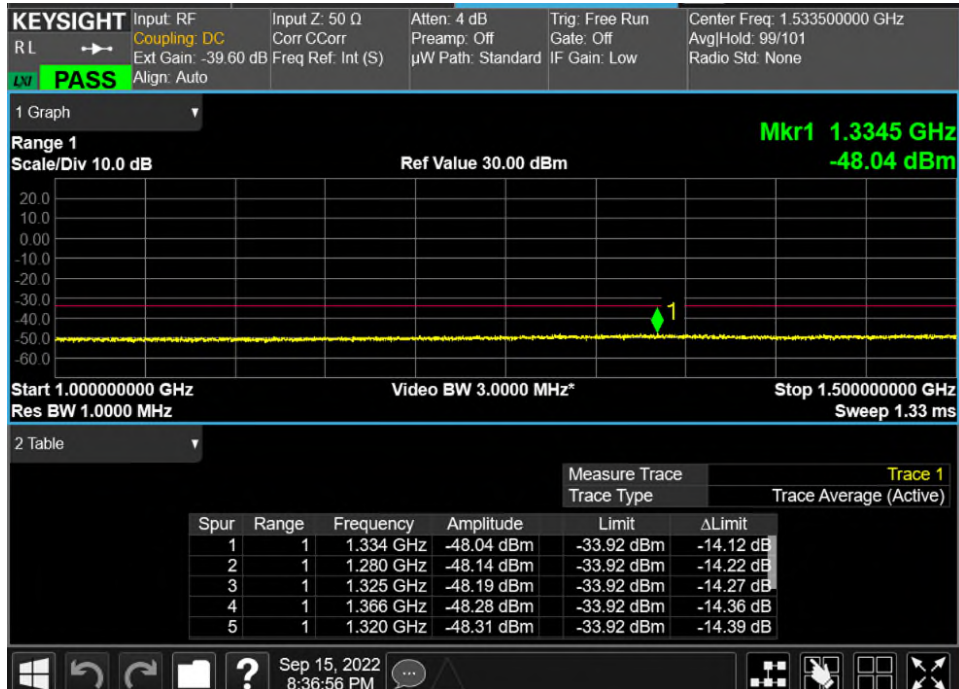 KEYSIGHT Input: RF Input Z: 50 Ω Atten: 4 dB Trig: Free Run Center Freq: 1.533500000 GHz
RL Coupling: DC Corr CCorr Preamp: Off Gate: Off Avg|Hold: 99/101
Ext Gain: -39.60 dB Freq Ref: Int (S) µW Path: Standard IF Gain: Low Radio Std: None
LXI PASS Align: Auto
1 Graph
Range 1
Mkr1 1.3345 GHz
Scale/Div 10.0 dB Ref Value 30.00 dBm -48.04 dBm
20.0
10.0
0.00
-10.0
-20.0
-30.0
1
-40.0
-50.0
-60.0
Start 1.000000000 GHz Video BW 3.0000 MHz* Stop 1.500000000 GHz
Res BW 1.0000 MHz Sweep 1.33 ms
2 Table
Measure Trace Trace 1
Trace Type Trace Average (Active)
Spur Range Frequency Amplitude Limit ΔLimit
1 1 1.334 GHz -48.04 dBm -33.92 dBm -14.12 dB
2 1 1.280 GHz -48.14 dBm -33.92 dBm -14.22 dB
3 1 1.325 GHz -48.19 dBm -33.92 dBm -14.27 dB
4 1 1.366 GHz -48.28 dBm -33.92 dBm -14.36 dB
5 1 1.320 GHz -48.31 dBm -33.92 dBm -14.39 dB
? Sep 15, 2022
8:36:56 PM